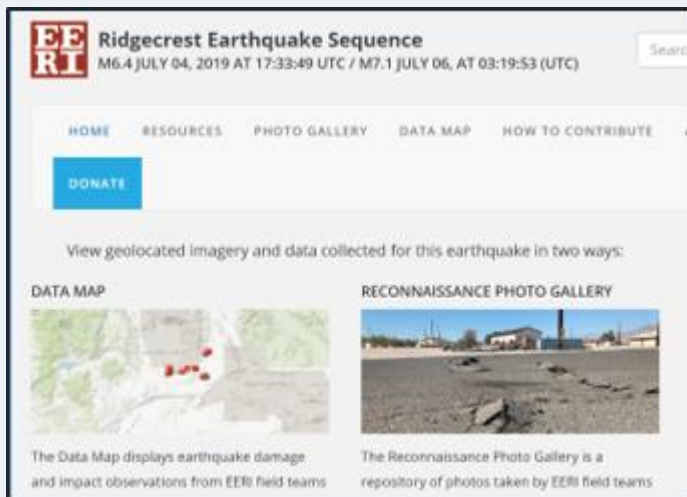 EE
RI
Ridgecrest Earthquake Sequence
M6.4 JULY 04, 2019 AT 17:33:49 UTC / M7.1 JULY 06, AT 03:19:53 (UTC)
Search
HOME RESOURCES PHOTO GALLERY DATA MAP HOW TO CONTRIBUTE
DONATE
View geolocated imagery and data collected for this earthquake in two ways:
DATA MAP
The Data Map displays earthquake damage
and impact observations from EERI field teams
RECONNAISSANCE PHOTO GALLERY
The Reconnaissance Photo Gallery is a
repository of photos taken by EERI field teams